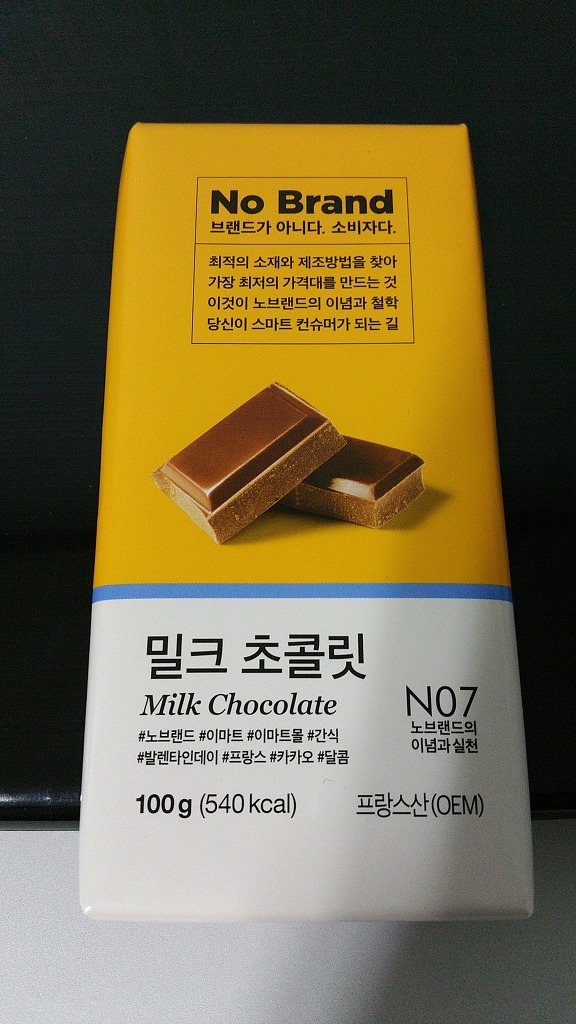 No Brand
브랜드가 아니다. 소비자다.
최적의 소재와 제조방법을 찾아
가장 최저의 가격대를 만드는 것
이것이 노브랜드의 이념과 철학
당신이 스마트 컨슈머가 되는 길
밀크 초콜릿
Milk Chocolate
#노브랜드 #이마트 #이마트몰 #간식
#발렌타인데이 #프랑스 #카카오 #달콤
N07
노브랜드의
이념과 실천
100 g (540 kcal)
프랑스산(OEM)